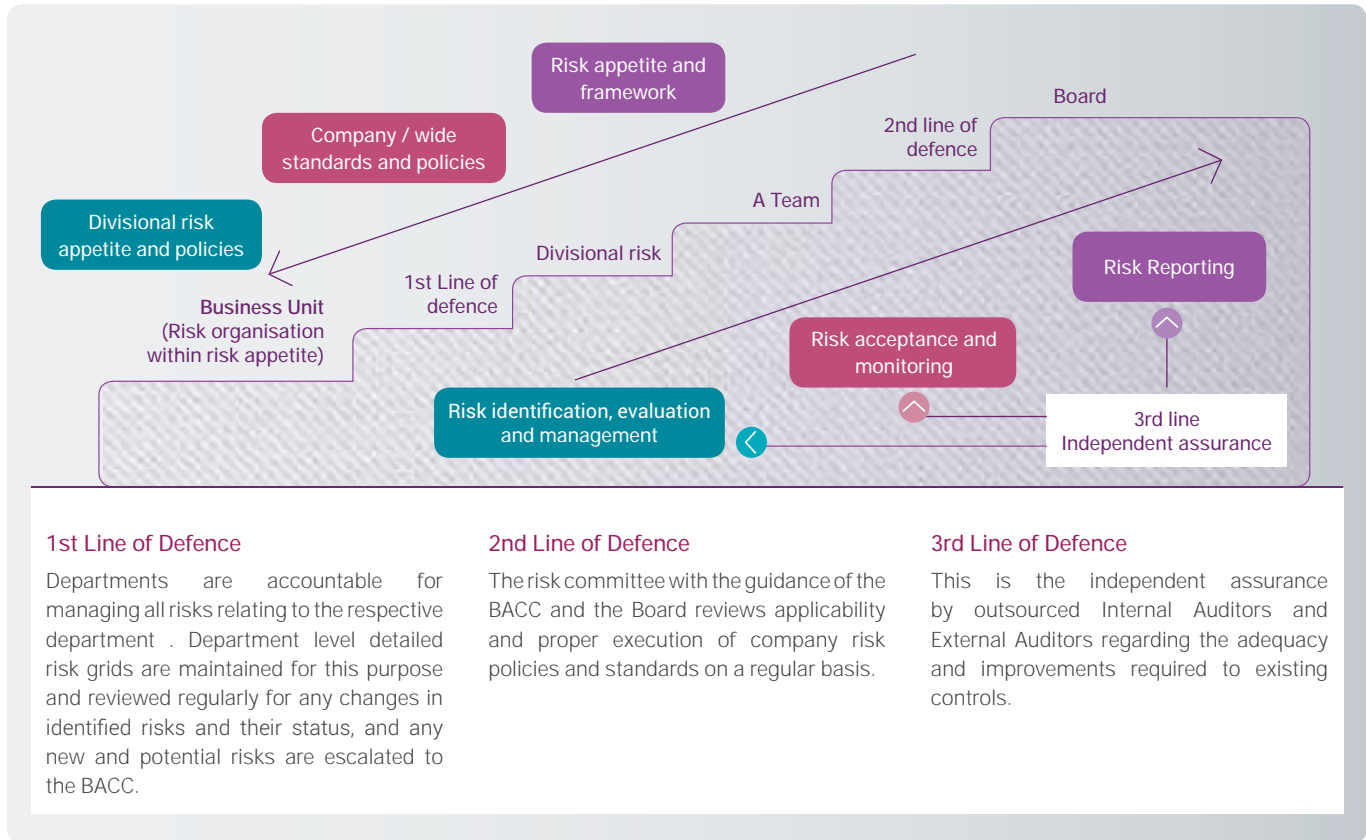 Risk appetite and
framework
Board
Company / wide
standards and policies
2nd line of
defence
Divisional risk
appetite and policies
A Team
Divisional risk
Risk Reporting
1st Line of
defence
Business Unit
(Risk organisation
within risk appetite)
Risk acceptance and
monitoring
Risk identification, evaluation
and management
3rd line
Independent assurance
1st Line of Defence
Departments are accountable for
managing all risks relating to the respective
department . Department level detailed
risk grids are maintained for this purpose
and reviewed regularly for any changes in
identified risks and their status, and any
new and potential risks are escalated to
the BACC.
2nd Line of Defence
The risk committee with the guidance of the
BACC and the Board reviews applicability
and proper execution of company risk
policies and standards on a regular basis.
3rd Line of Defence
This is the independent assurance
by outsourced Internal Auditors and
External Auditors regarding the adequacy
and improvements required to existing
controls.